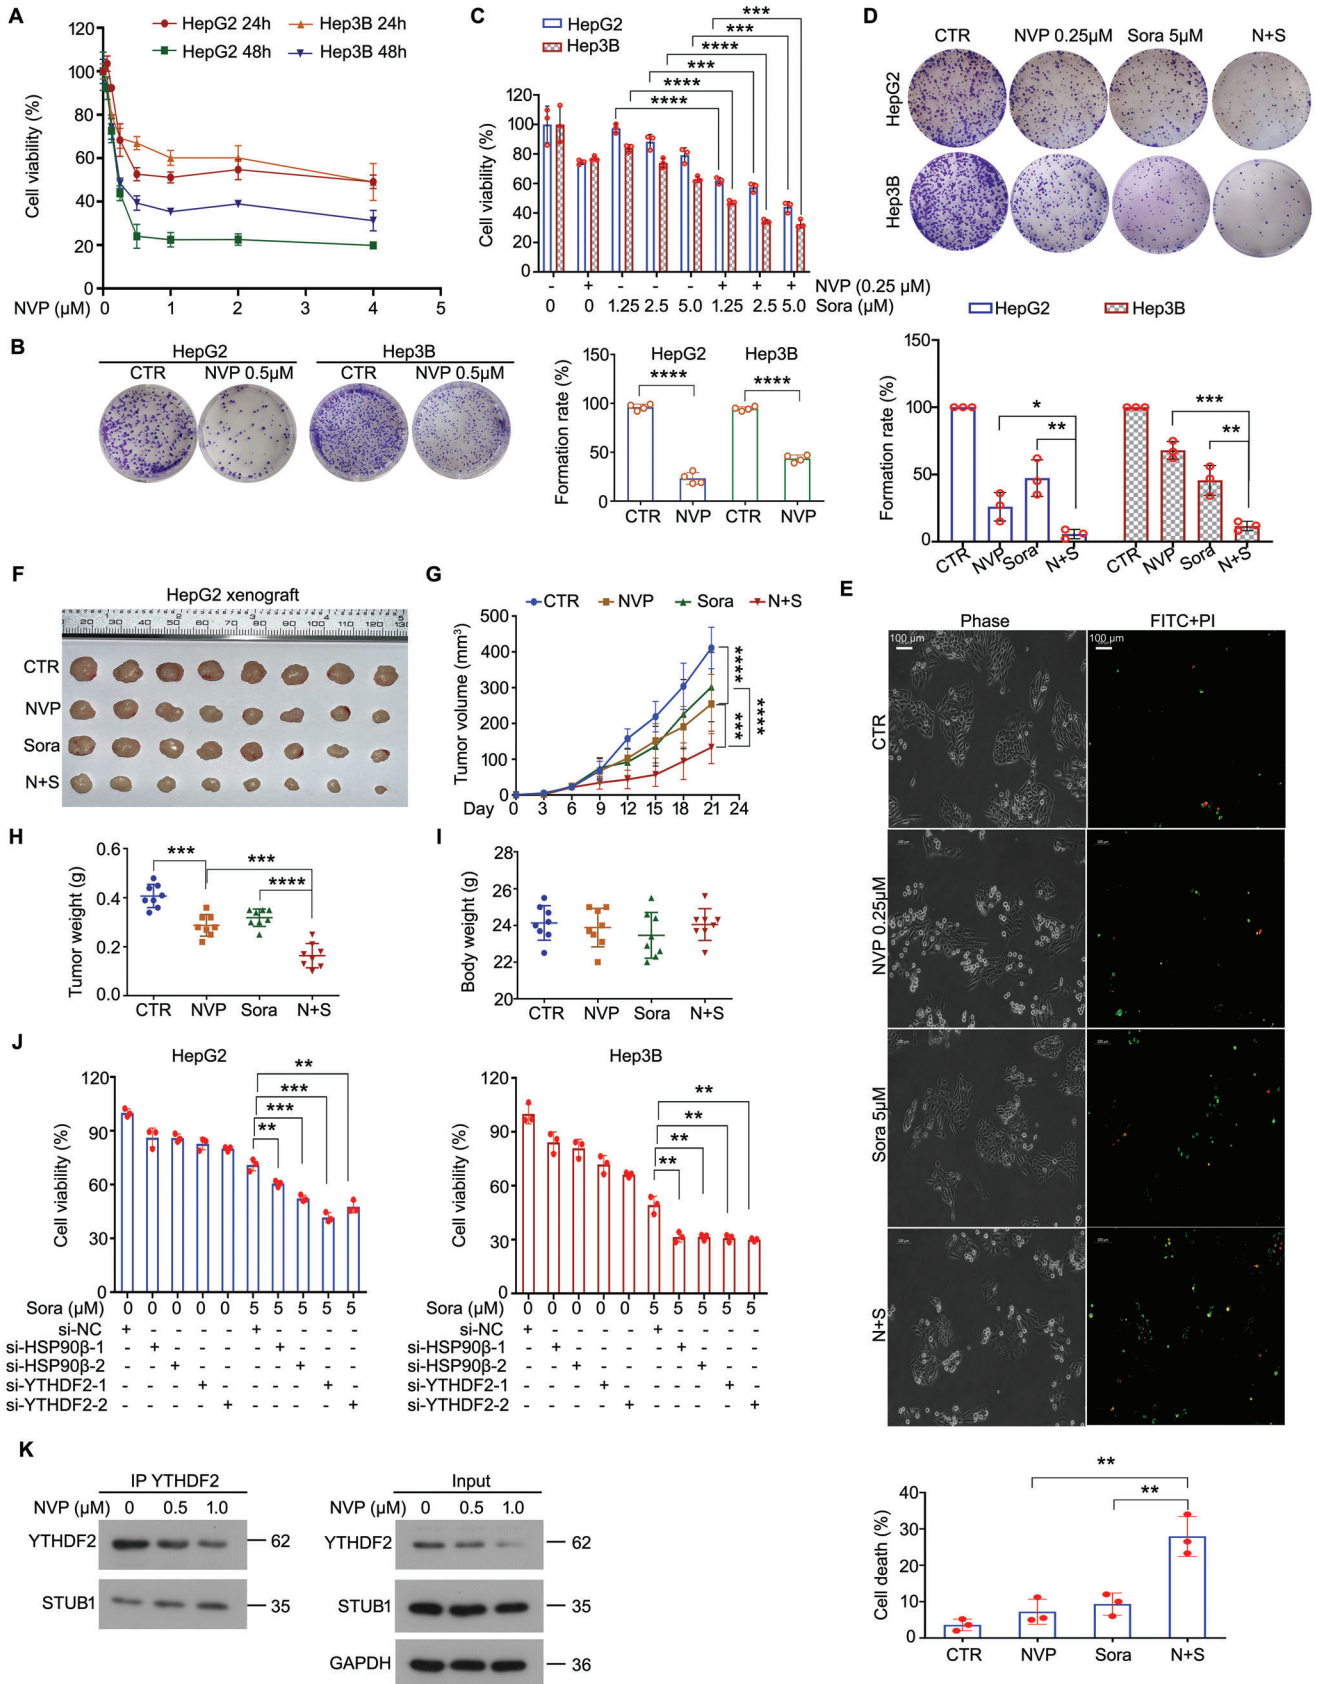 A
HepG2 24h
Hep3B 24h
HepG2 48h
Hep3B 48h
Cell viability (%)
120
100
80
60
40
20
0
NVP (µM)
0
1
2
3
4
5
B
HepG2
Hep3B
CTR
NVP 0.5µM
CTR
NVP 0.5µM
Formation rate (%)
150
100
50
0
HepG2
Hep3B
****
****
CTR
NVP
CTR
NVP
C
HepG2
Hep3B
***
***
****
***
****
****
Cell viability (%)
120
100
80
60
40
20
0
- + - - - + + + NVP (0.25 µM)
0 0 1.25 2.5 5.0 1.25 2.5 5.0 Sora (µM)
D
CTR
NVP 0.25µM
Sora 5µM
N+S
HepG2
Hep3B
HepG2
Hep3B
Formation rate (%)
150
100
50
0
*
**
***
**
CTR
NVP
Sora
N+S
CTR
NVP
Sora
N+S
E
Phase
FITC+PI
100 µm
100 µm
CTR
NVP 0.25µM
Sora 5µM
N+S
Cell death (%)
40
30
20
10
0
**
**
CTR
NVP
Sora
N+S
F
HepG2 xenograft
20 30 40 50 60 70 80 90 100 110 120 130
CTR
NVP
Sora
N+S
G
CTR
NVP
Sora
N+S
Tumor volume (mm³)
500
400
300
200
100
0
****
***
****
Day
0 3 6 9 12 15 18 21 24
H
Tumor weight (g)
0.6
0.4
0.2
0.0
***
***
****
CTR
NVP
Sora
N+S
I
Body weight (g)
28
26
24
22
20
CTR
NVP
Sora
N+S
J
HepG2
Cell viability (%)
120
90
60
30
0
**
***
***
**
Sora (µM) 0 0 0 0 0 5 5 5 5 5
si-NC + - - - - + - - - -
si-HSP90β-1 - + - - - - + - - -
si-HSP90β-2 - - + - - - - + - -
si-YTHDF2-1 - - - + - - - - + -
si-YTHDF2-2 - - - - + - - - - +
Hep3B
Cell viability (%)
120
90
60
30
0
**
**
**
**
Sora (µM) 0 0 0 0 0 5 5 5 5 5
si-NC + - - - - + - - - -
si-HSP90β-1 - + - - - - + - - -
si-HSP90β-2 - - + - - - - + - -
si-YTHDF2-1 - - - + - - - - + -
si-YTHDF2-2 - - - - + - - - - +
K
IP YTHDF2
NVP (µM) 0 0.5 1.0
YTHDF2
62
STUB1
35
Input
NVP (µM) 0 0.5 1.0
YTHDF2
62
STUB1
35
GAPDH
36